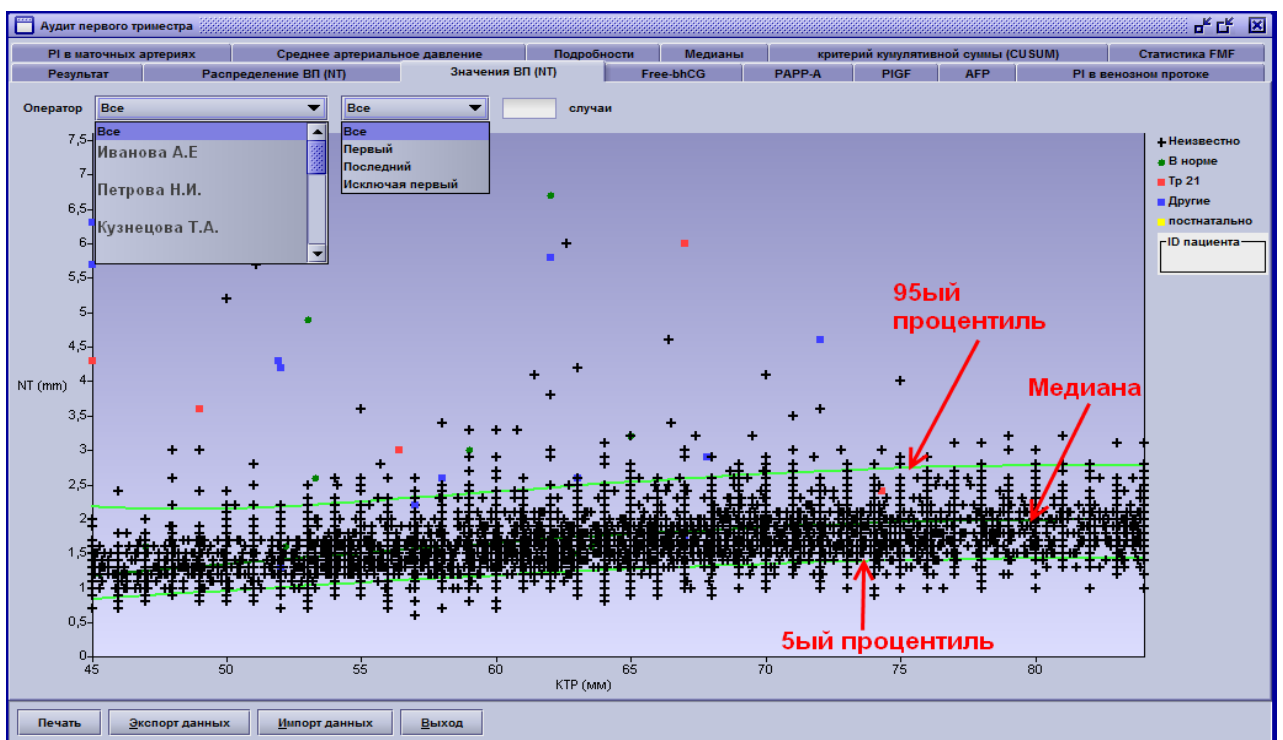 Аудит первого триместра
PI в маточных артериях Среднее артериальное давление Подробности Медианы критерий кумулятивной суммы (CUSUM) Статистика FMF
Результат Распределение ВП (NT) Значения ВП (NT) Free-bhCG PAPP-A PlGF AFP PI в венозном протоке
Оператор Все Все случаи
Все
Иванова А.Е
Петрова Н.И.
Кузнецова Т.А.
Все
Первый
Последний
Исключая первый
Неизвестно
В норме
Тр 21
Другие
постнатально
ID пациента
7,5
7
6,5
6
5,5
5
4,5
4
3,5
3
2,5
2
1,5
1
0,5
0
NT (mm)
95ый
процентиль
Медиана
5ый процентиль
45 50 55 60 65 70 75 80
КТР (мм)
Печать Экспорт данных Импорт данных Выход